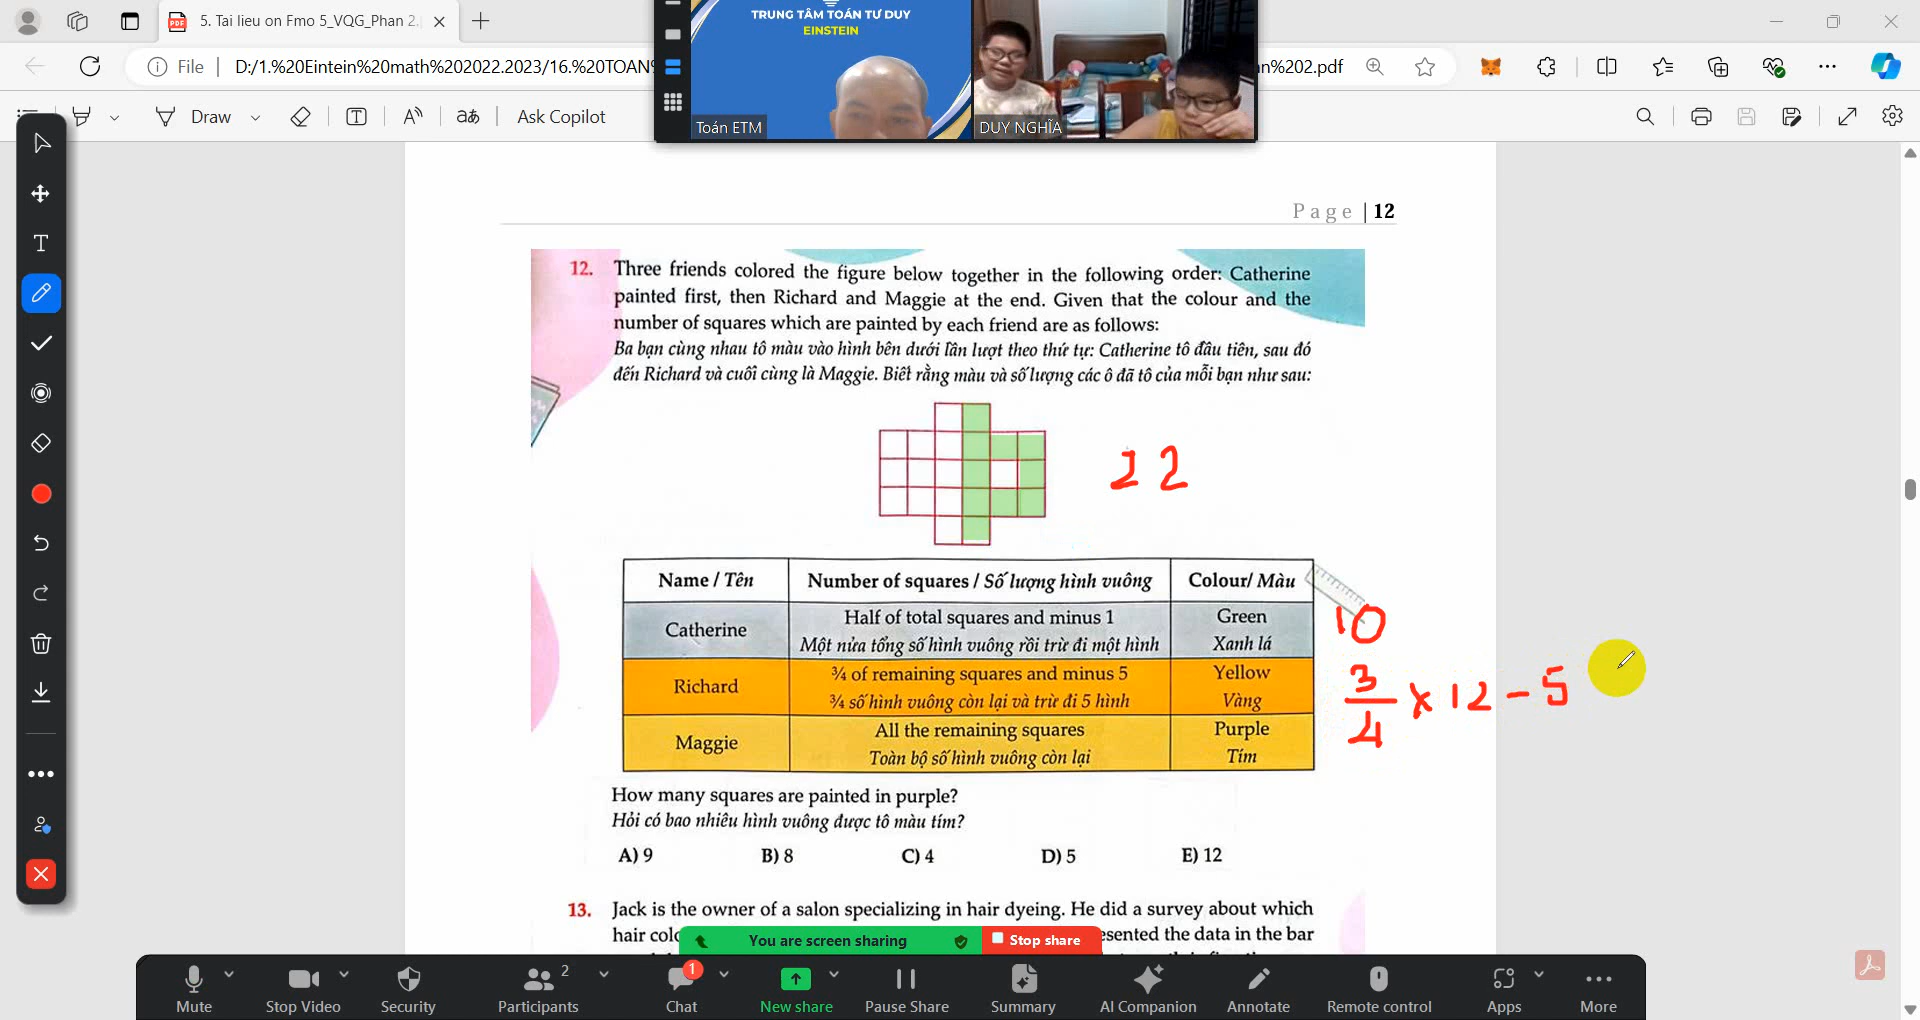 5. Tai lieu on Fmo 5_VQG_Phan 2.
File
D:/1.%20Eintein%20math%202022.2023/16.%20TOAN%
n%202.pdf
Draw
Ask Copilot
TRUNG TÂM TOÁN TƯ DUY
EINSTEIN
Toán ETM
DUY NGHĨA
Page | 12
12. Three friends colored the figure below together in the following order: Catherine
painted first, then Richard and Maggie at the end. Given that the colour and the
number of squares which are painted by each friend are as follows:
Ba bạn cùng nhau tô màu vào hình bên dưới lần lượt theo thứ tự: Catherine tô đầu tiên, sau đó
đến Richard và cuối cùng là Maggie. Biết rằng màu và số lượng các ô đã tô của mỗi bạn như sau:
22
Name / Tên
Number of squares / Số lượng hình vuông
Colour/ Màu
Catherine
Half of total squares and minus 1
Một nửa tổng số hình vuông rồi trừ đi một hình
Green
Xanh lá
10
Richard
¾ of remaining squares and minus 5
¾ số hình vuông còn lại và trừ đi 5 hình
Yellow
Vàng
3/4 × 12 - 5
Maggie
All the remaining squares
Toàn bộ số hình vuông còn lại
Purple
Tím
How many squares are painted in purple?
Hỏi có bao nhiêu hình vuông được tô màu tím?
A) 9 B) 8 C) 4 D) 5 E) 12
13. Jack is the owner of a salon specializing in hair dyeing. He did a survey about which
hair colo
esented the data in the bar
You are screen sharing
Stop share
Mute
Stop Video
Security
Participants
2
Chat
1
New share
Pause Share
Summary
AI Companion
Annotate
Remote control
Apps
More